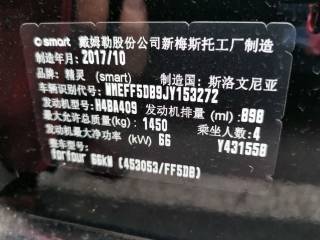 smart 戴姆勒股份公司新梅斯托工厂制造
制造年月：2017/10
品牌：精灵 (smart) 制造国：斯洛文尼亚
车辆识别代号：WMEFF5DB9JY153272
发动机型号：H4BA409 发动机排量 (ml)：898
最大允许总质量(kg)：1450 乘坐人数：4
发动机最大净功率 (kW) 66 Y431558
整车型号：
forfour 66kW (453053/FF5DB)